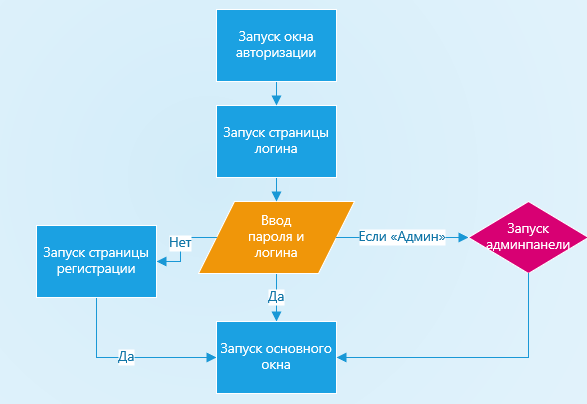 Запуск окна
авторизации
Запуск страницы
логина
Ввод
пароля и
логина
Нет
Если «Админ»
Запуск
админпанели
Запуск страницы
регистрации
Да
Да
Запуск основного
окна